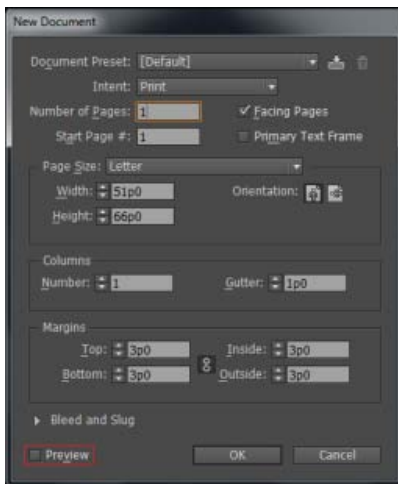 New Document
Document Preset: [Default]
Intent: Print
Number of Pages: 1 Facing Pages
Start Page #: 1 Primary Text Frame
Page Size: Letter
Width: 51p0 Orientation:
Height: 66p0
Columns
Number: 1 Gutter: 1p0
Margins
Top: 3p0 Inside: 3p0
Bottom: 3p0 Outside: 3p0
Bleed and Slug
Preview OK Cancel